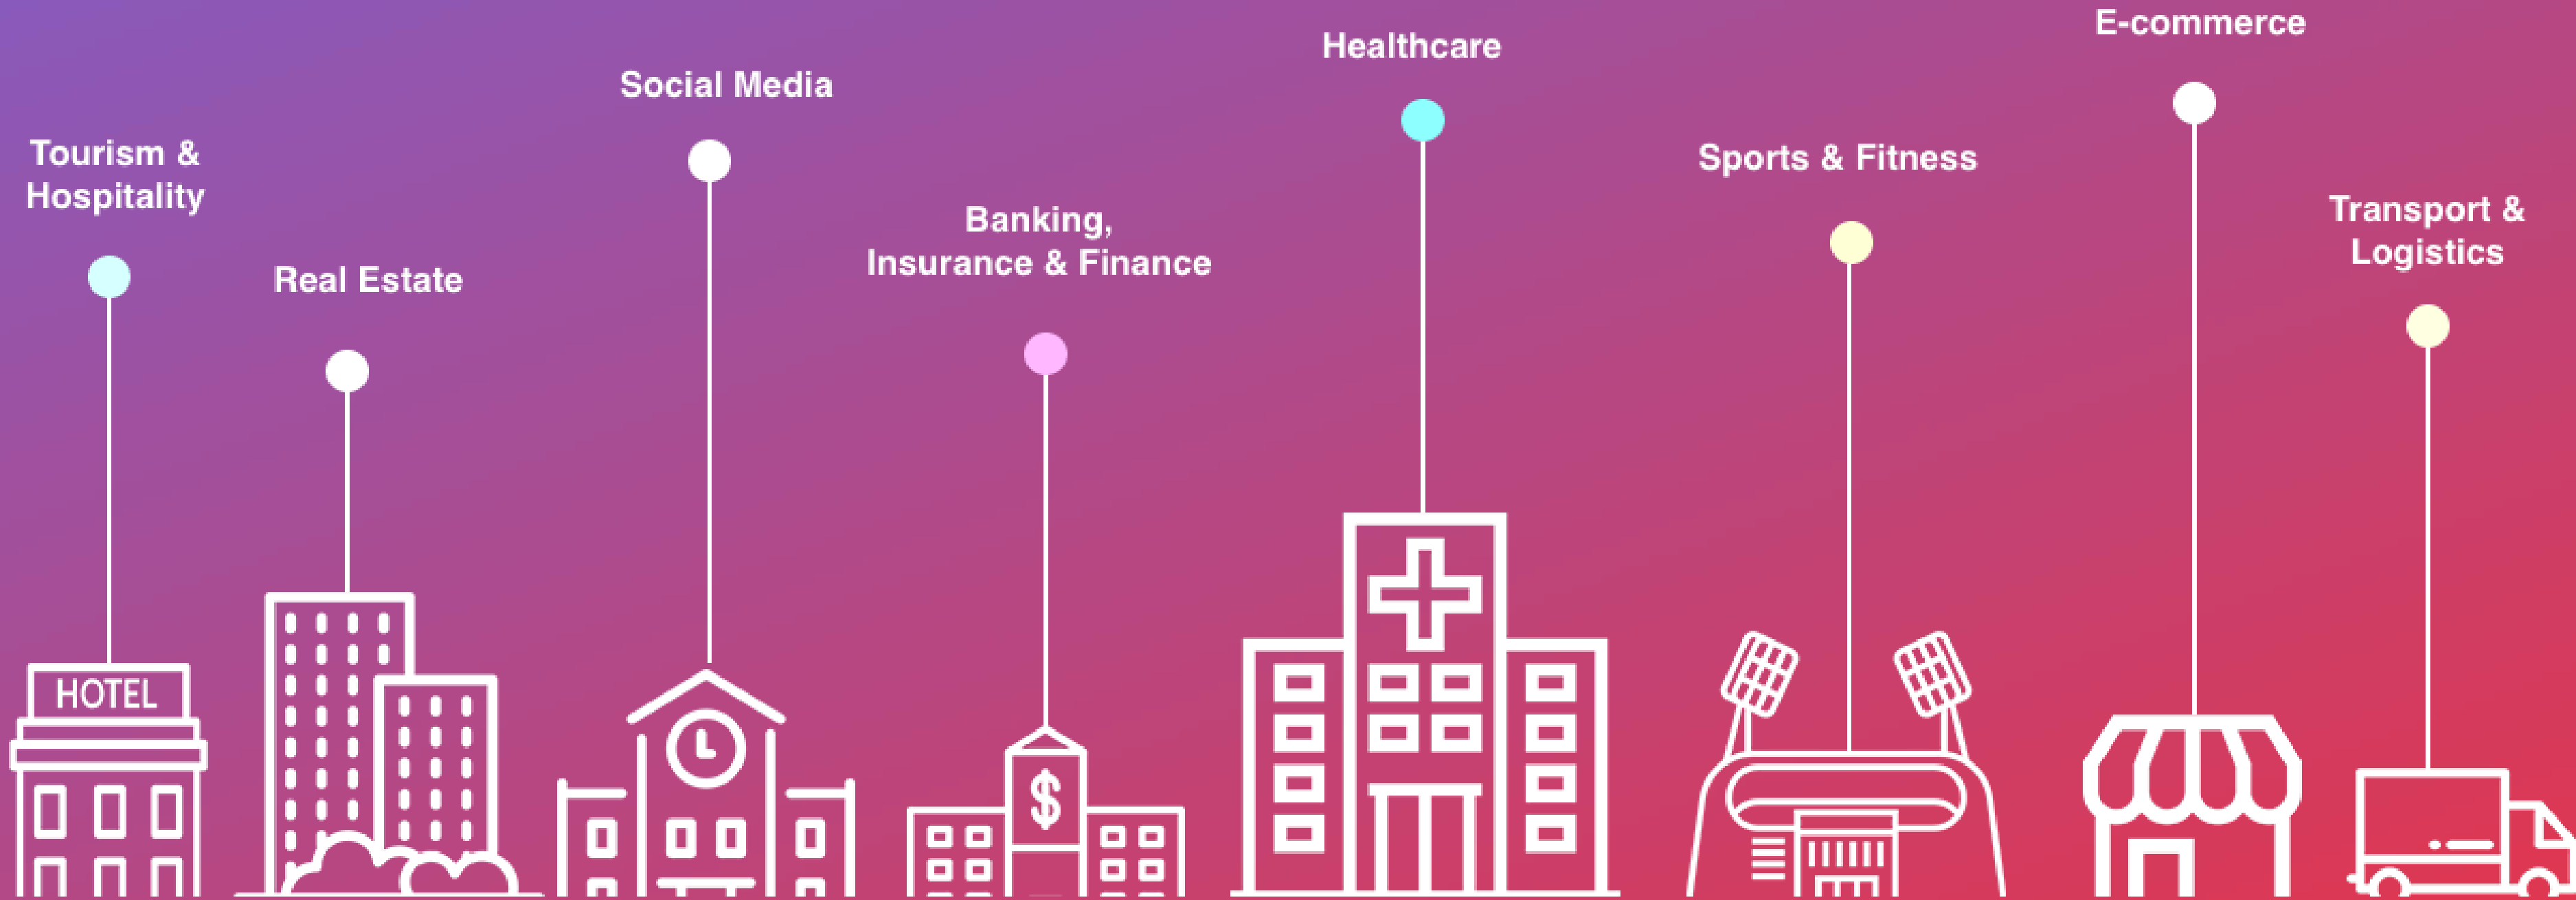 Tourism &
Hospitality
Real Estate
Social Media
Banking,
Insurance & Finance
Healthcare
Sports & Fitness
E-commerce
Transport &
Logistics
HOTEL
$